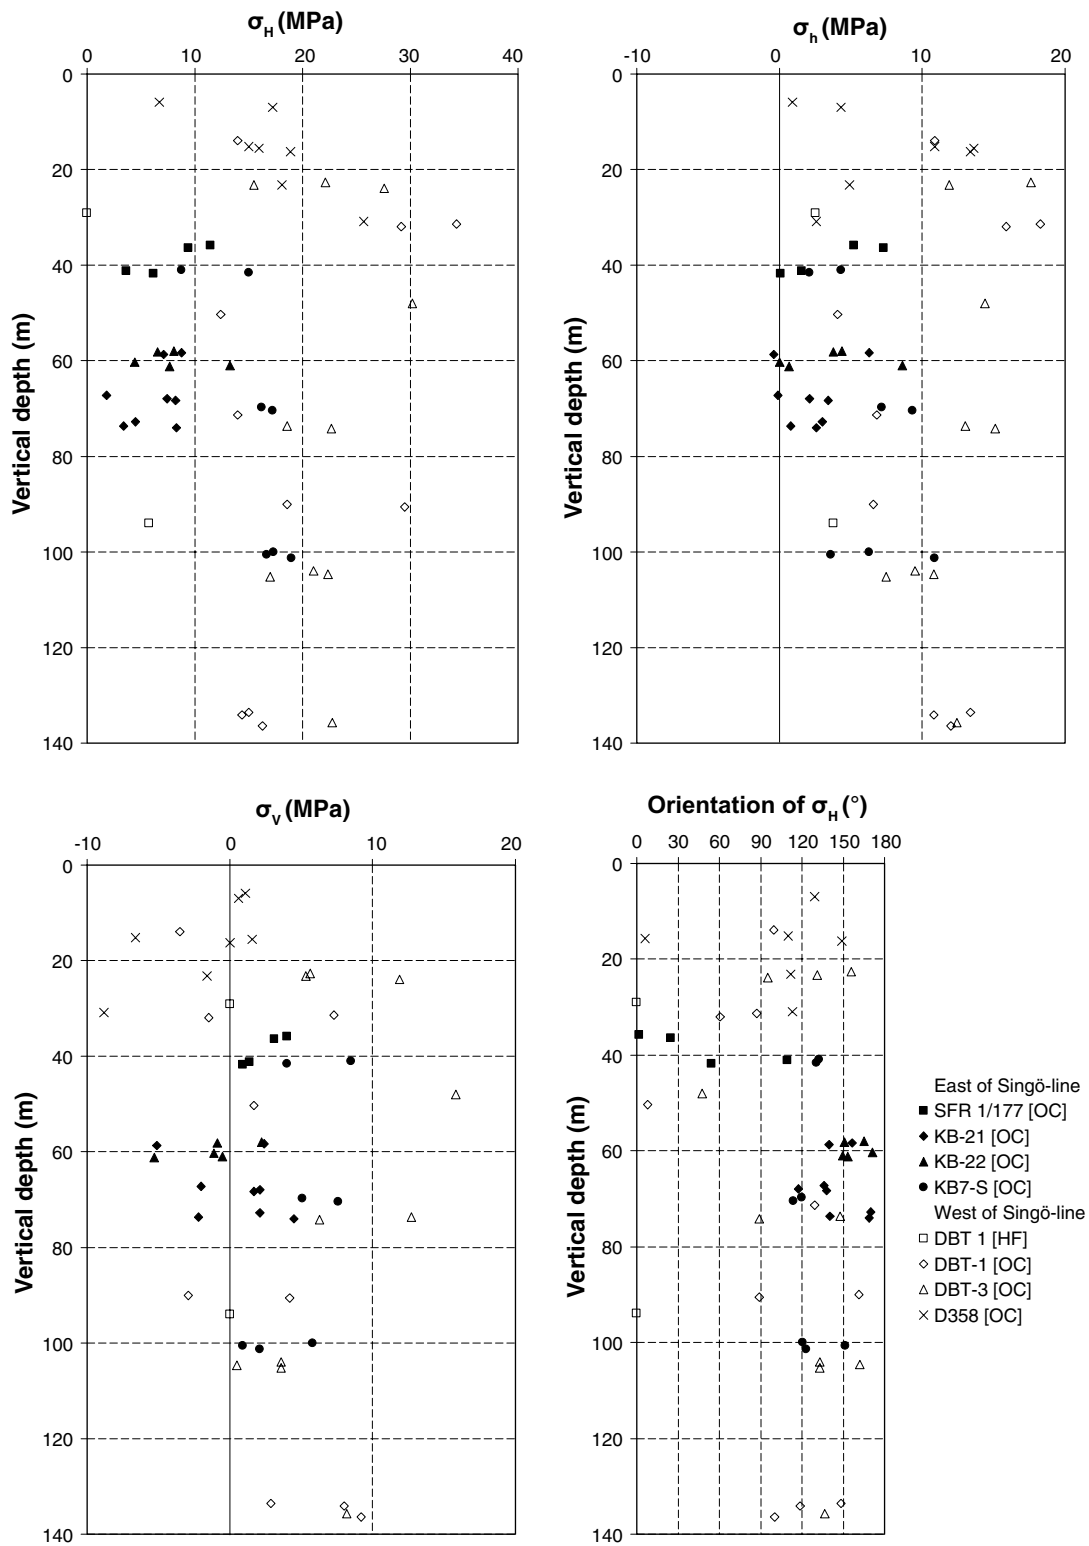 σH (MPa)
0 10 20 30 40
0
20
40
60
80
100
120
140
Vertical depth (m)
σh (MPa)
-10 0 10 20
0
20
40
60
80
100
120
140
Vertical depth (m)
σv (MPa)
-10 0 10 20
0
20
40
60
80
100
120
140
Vertical depth (m)
Orientation of σH (°)
0 30 60 90 120 150 180
0
20
40
60
80
100
120
140
Vertical depth (m)
East of Singö-line
SFR 1/177 [OC]
KB-21 [OC]
KB-22 [OC]
KB7-S [OC]
West of Singö-line
DBT 1 [HF]
DBT-1 [OC]
DBT-3 [OC]
D358 [OC]